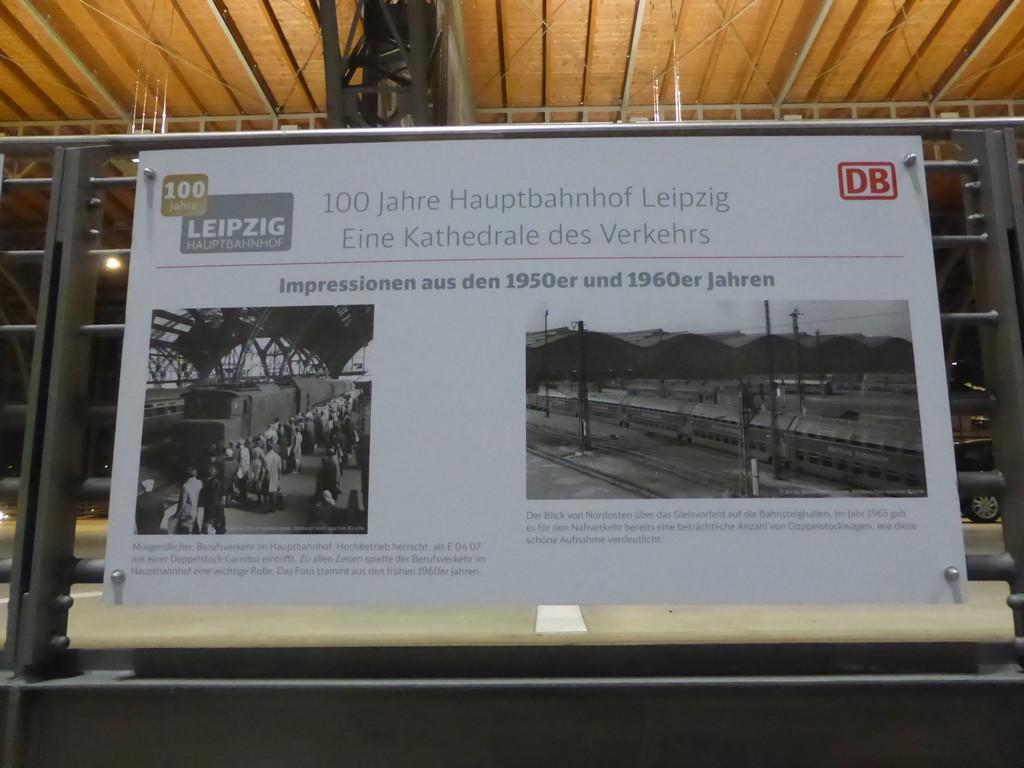 100
Jahre
LEIPZIG
HAUPTBAHNHOF
100 Jahre Hauptbahnhof Leipzig
Eine Kathedrale des Verkehrs
DB
Impressionen aus den 1950er und 1960er Jahren
Morgendlicher Berufsverkehr im Hauptbahnhof. Hochbetrieb herrscht, als E 04 07
mit einer Doppelstock-Garnitur eintrifft. Zu allen Zeiten spielte der Berufsverkehr im
Hauptbahnhof eine wichtige Rolle. Das Foto stammt aus den frühen 1960er Jahren.
Der Blick von Nordosten über das Gleisvorfeld auf die Bahnsteighallen. Im Jahr 1965 gab
es für den Nahverkehr bereits eine beträchtliche Anzahl von Doppelstockwagen, wie diese
schöne Aufnahme verdeutlicht.